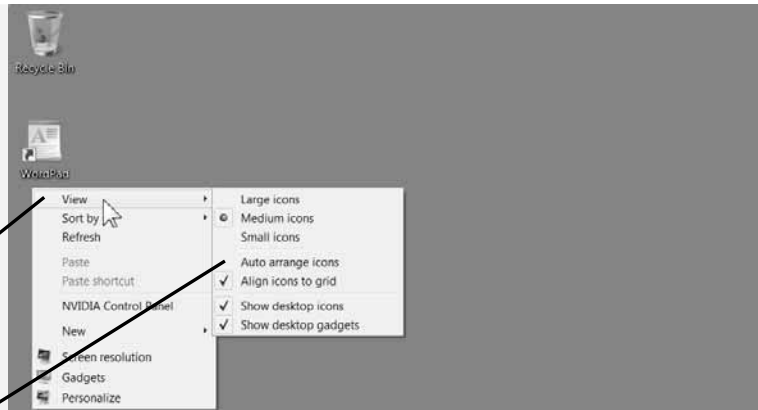 Recycle Bin
WordPad
View
Sort by
Refresh
Paste
Paste shortcut
NVIDIA Control Panel
New
Screen resolution
Gadgets
Personalize
Large icons
Medium icons
Small icons
Auto arrange icons
Align icons to grid
Show desktop icons
Show desktop gadgets